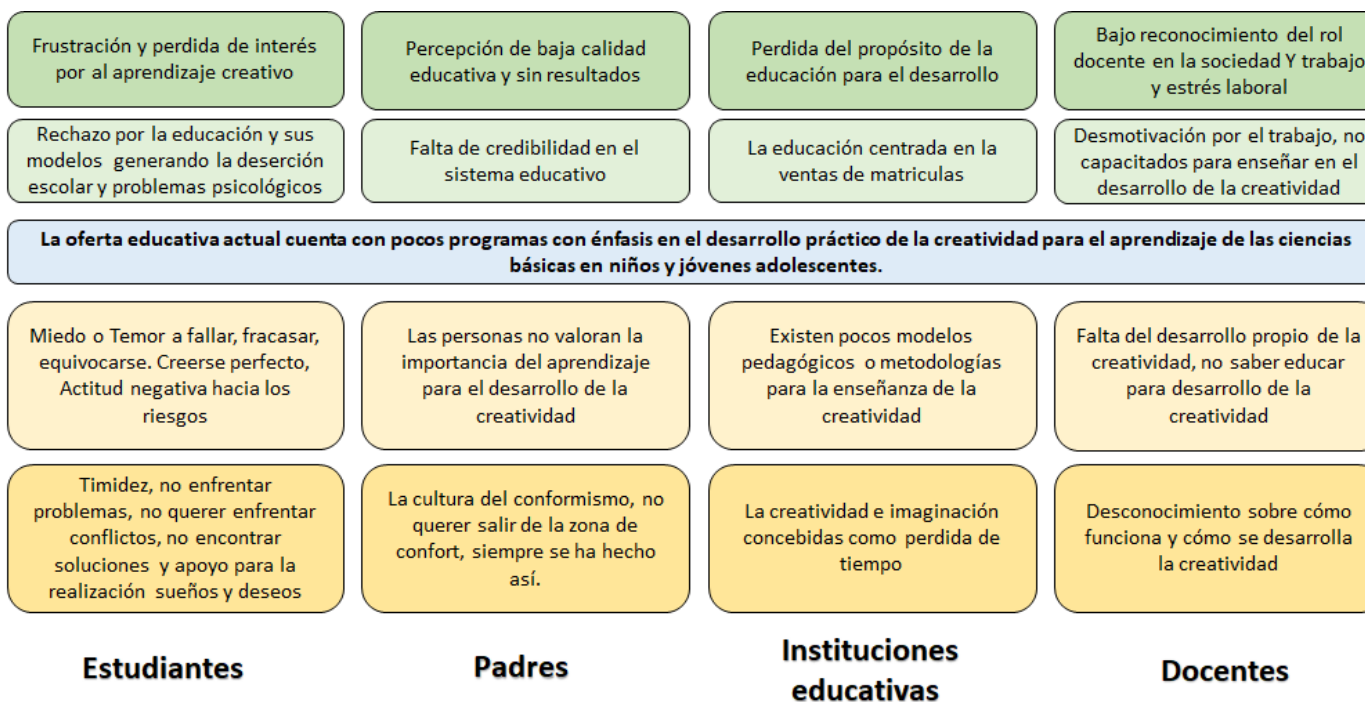 Frustración y perdida de interés
por al aprendizaje creativo
Percepción de baja calidad
educativa y sin resultados
Perdida del propósito de la
educación para el desarrollo
Bajo reconocimiento del rol
docente en la sociedad Y trabajo
y estrés laboral
Rechazo por la educación y sus
modelos generando la deserción
escolar y problemas psicológicos
Falta de credibilidad en el
sistema educativo
La educación centrada en la
ventas de matriculas
Desmotivación por el trabajo, no
capacitados para enseñar en el
desarrollo de la creatividad
La oferta educativa actual cuenta con pocos programas con énfasis en el desarrollo práctico de la creatividad para el aprendizaje de las ciencias
básicas en niños y jóvenes adolescentes.
Miedo o Temor a fallar, fracasar,
equivocarse. Creerse perfecto,
Actitud negativa hacia los
riesgos
Las personas no valoran la
importancia del aprendizaje
para el desarrollo de la
creatividad
Existen pocos modelos
pedagógicos o metodologías
para la enseñanza de la
creatividad
Falta del desarrollo propio de la
creatividad, no saber educar
para desarrollo de la
creatividad
Timidez, no enfrentar
problemas, no querer enfrentar
conflictos, no encontrar
soluciones y apoyo para la
realización sueños y deseos
La cultura del conformismo, no
querer salir de la zona de
confort, siempre se ha hecho
así.
La creatividad e imaginación
concebidas como perdida de
tiempo
Desconocimiento sobre cómo
funciona y cómo se desarrolla
la creatividad
Estudiantes
Padres
Instituciones
educativas
Docentes